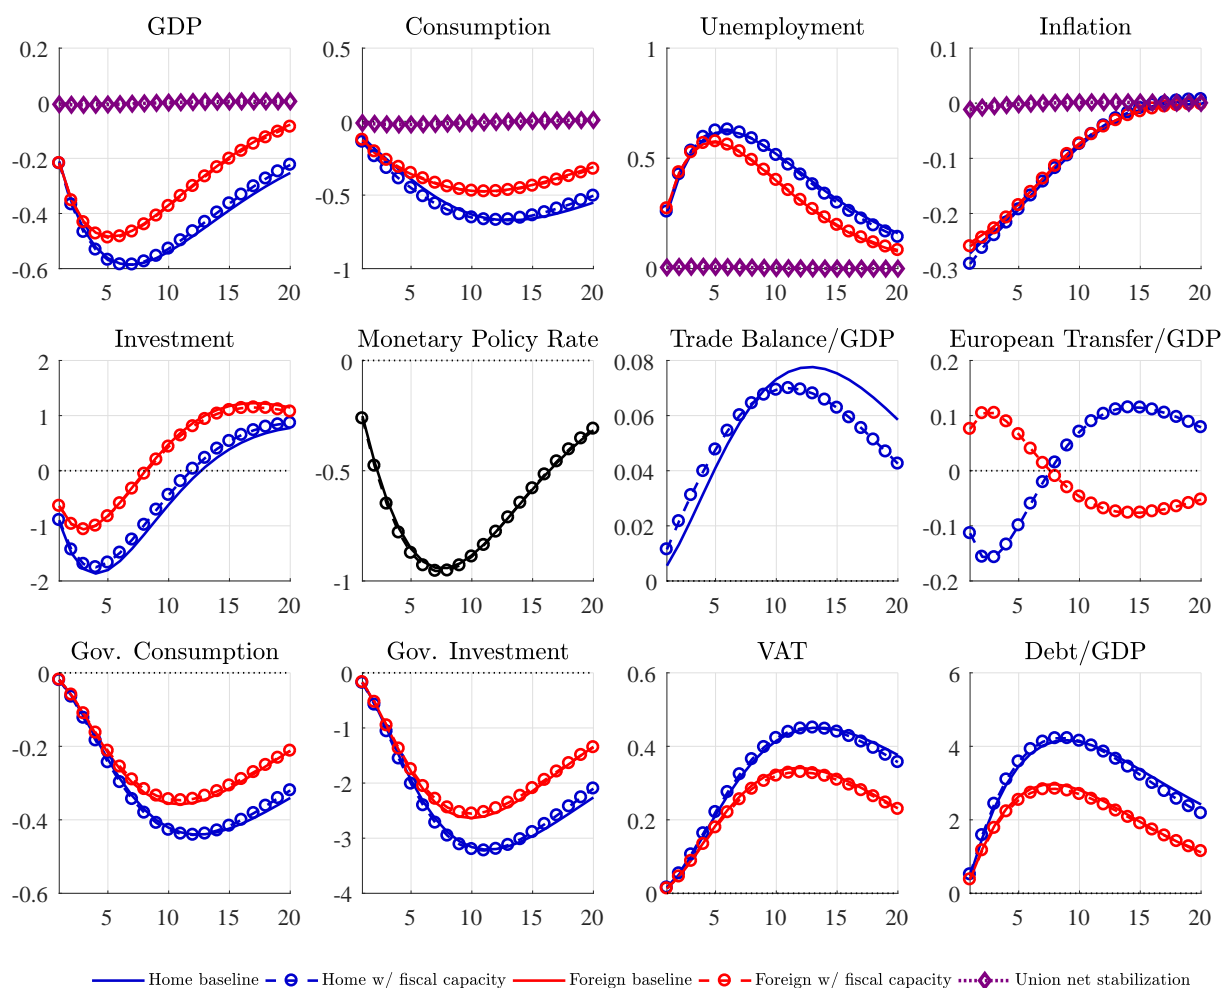 GDP Consumption Unemployment Inflation
0.2 0 -0.2 -0.4 -0.6 5 10 15 20
0.5 0 -0.5 -1 5 10 15 20
1 0.5 0 5 10 15 20
0.1 0 -0.1 -0.2 -0.3 5 10 15 20
Investment Monetary Policy Rate Trade Balance/GDP European Transfer/GDP
2 1 0 -1 -2 5 10 15 20
0 -0.5 -1 5 10 15 20
0.08 0.06 0.04 0.02 0 5 10 15 20
0.2 0.1 0 -0.1 -0.2 5 10 15 20
Gov. Consumption Gov. Investment VAT Debt/GDP
0 -0.2 -0.4 -0.6 5 10 15 20
0 -1 -2 -3 -4 5 10 15 20
0.6 0.4 0.2 0 5 10 15 20
6 4 2 0 5 10 15 20
Home baseline Home w/ fiscal capacity Foreign baseline Foreign w/ fiscal capacity Union net stabilization